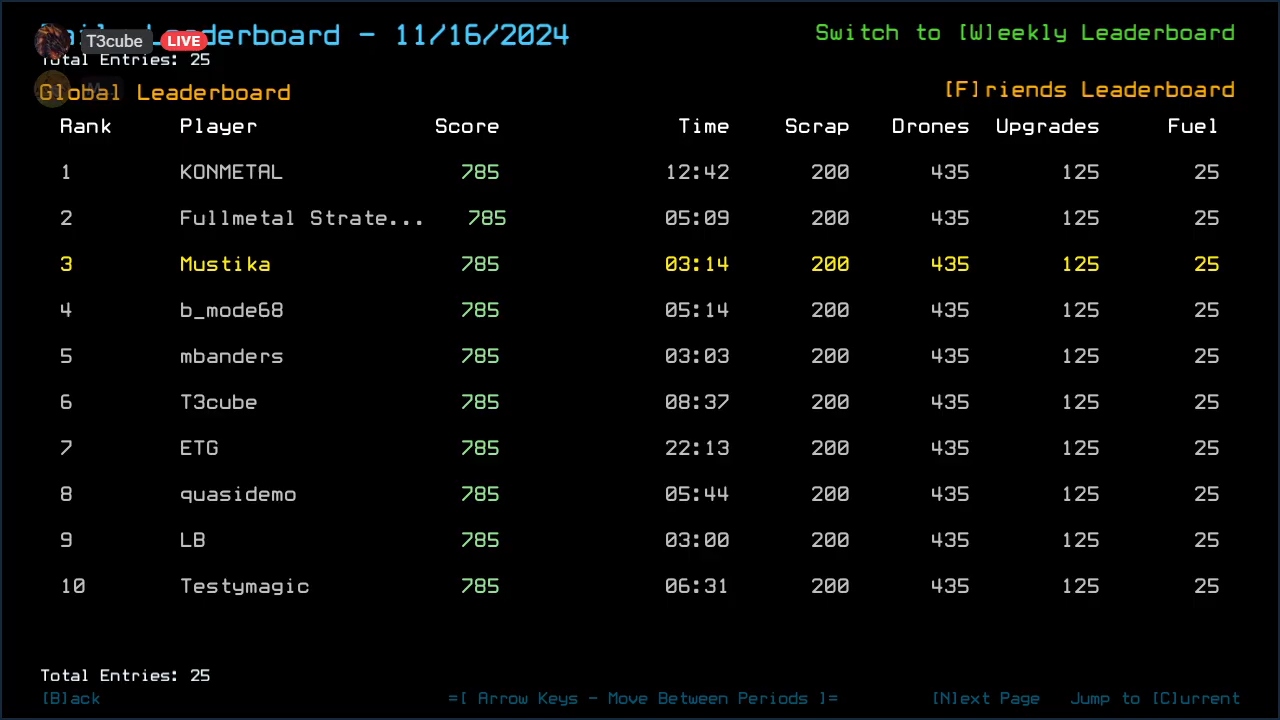 T3cube LIVE derboard - 11/16/2024 Switch to [W]eekly Leaderboard
Total Entries: 25
Global Leaderboard [F]riends Leaderboard
Rank Player Score Time Scrap Drones Upgrades Fuel
1 KONMETAL 785 12:42 200 435 125 25
2 Fullmetal Strate... 785 05:09 200 435 125 25
3 Mustika 785 03:14 200 435 125 25
4 b_mode68 785 05:14 200 435 125 25
5 mbanders 785 03:03 200 435 125 25
6 T3cube 785 08:37 200 435 125 25
7 ETG 785 22:13 200 435 125 25
8 quasidemo 785 05:44 200 435 125 25
9 LB 785 03:00 200 435 125 25
10 Testymagic 785 06:31 200 435 125 25
Total Entries: 25
[B]ack =[ Arrow Keys - Move Between Periods ]= [N]ext Page Jump to [C]urrent